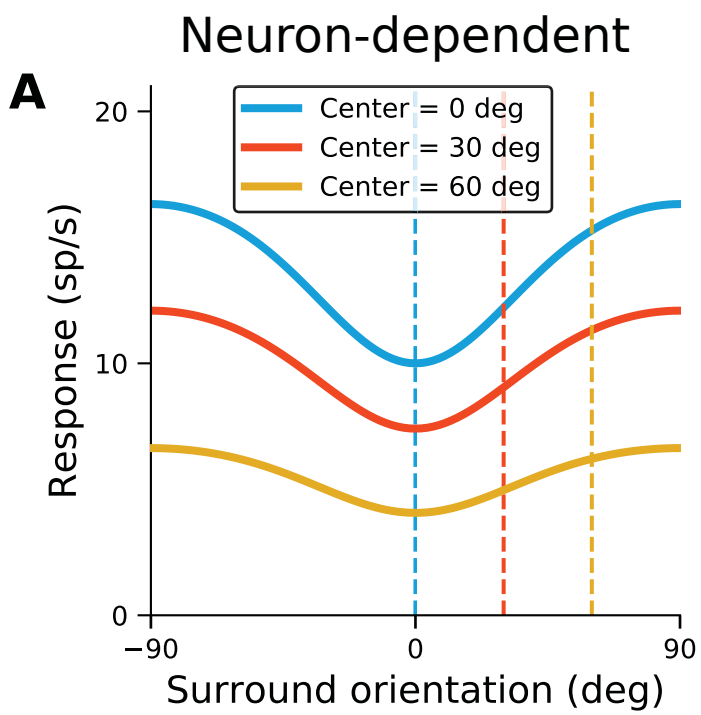 Neuron-dependent
A
Center = 0 deg
Center = 30 deg
Center = 60 deg
Response (sp/s)
20
10
0
−90
0
90
Surround orientation (deg)